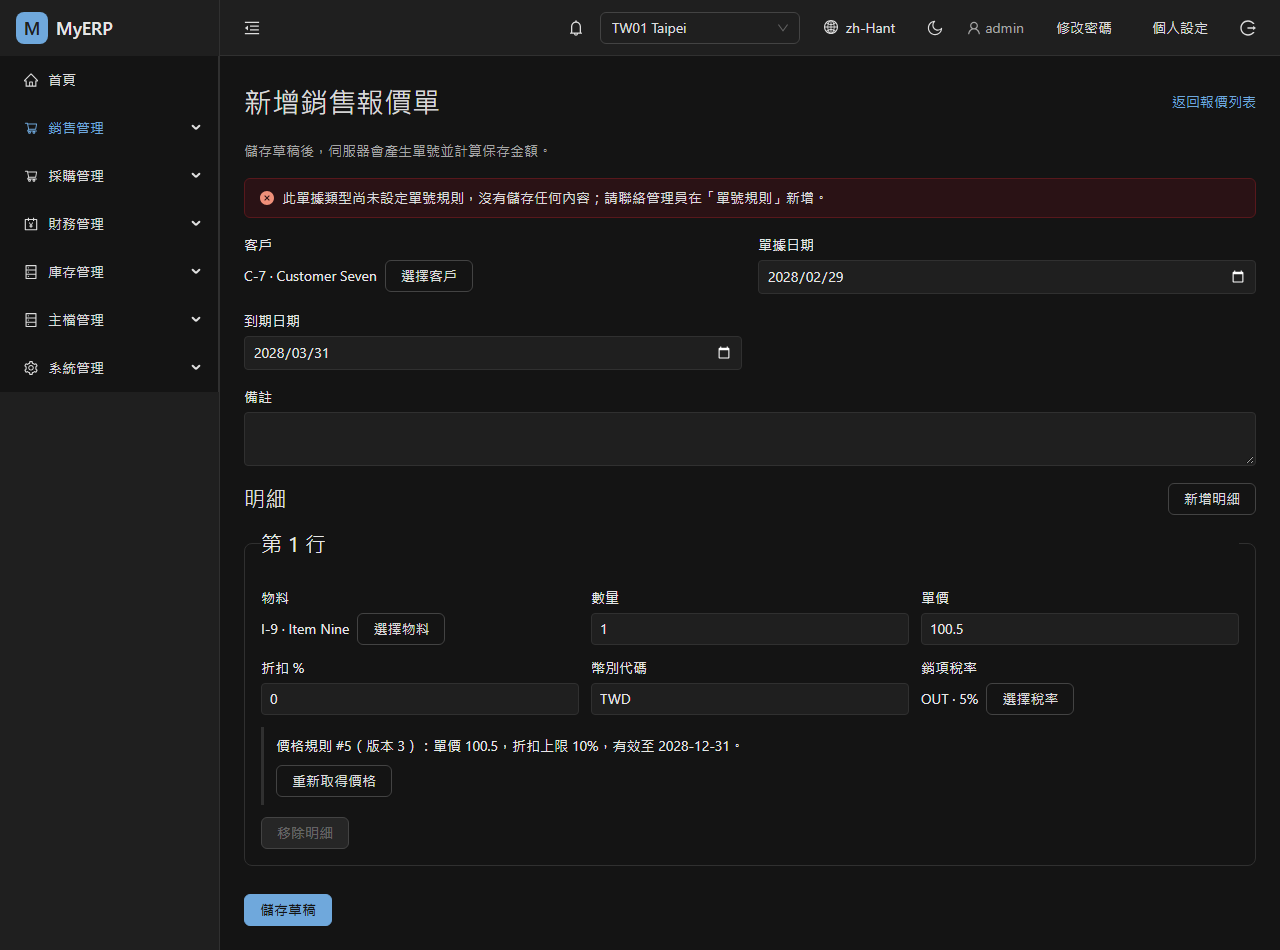 M MyERP
TW01 Taipei
zh-Hant
admin
修改密碼
個人設定
首頁
銷售管理
採購管理
財務管理
庫存管理
主檔管理
系統管理
新增銷售報價單
返回報價列表
儲存草稿後，伺服器會產生單號並計算保存金額。
此單據類型尚未設定單號規則，沒有儲存任何內容；請聯絡管理員在「單號規則」新增。
客戶
C-7 · Customer Seven
選擇客戶
單據日期
2028/02/29
到期日期
2028/03/31
備註
明細
新增明細
第 1 行
物料
I-9 · Item Nine
選擇物料
數量
1
單價
100.5
折扣 %
0
幣別代碼
TWD
銷項稅率
OUT · 5%
選擇稅率
價格規則 #5（版本 3）：單價 100.5，折扣上限 10%，有效至 2028-12-31。
重新取得價格
移除明細
儲存草稿